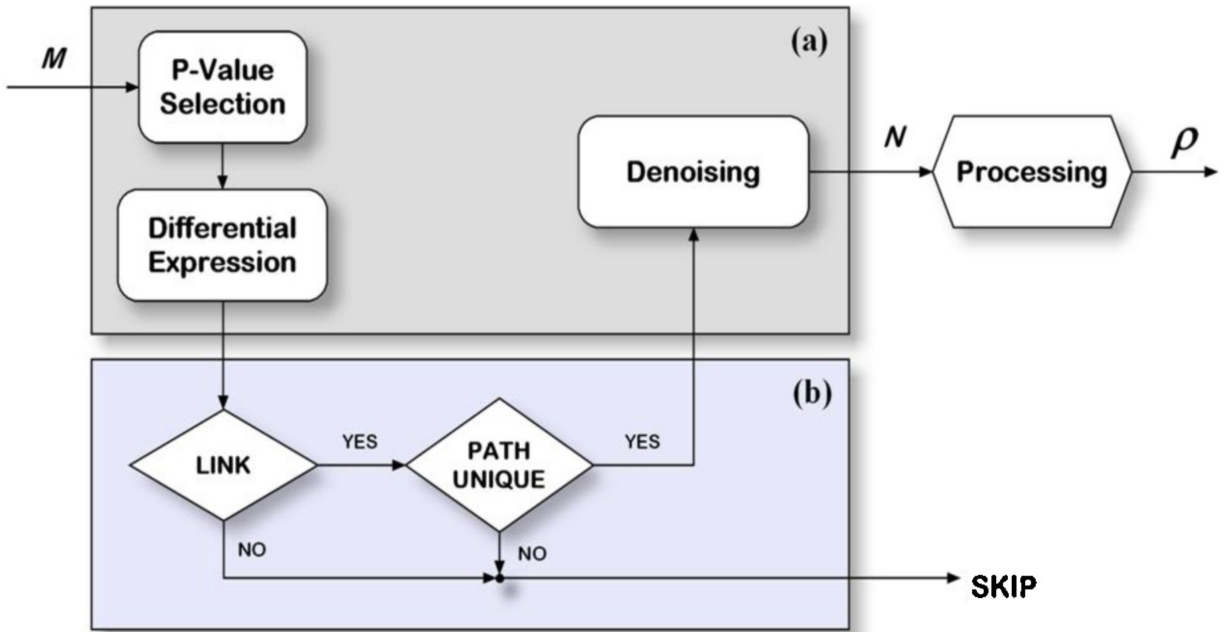 M
P-Value
Selection
(a)
Differential
Expression
Denoising
N
Processing
ρ
(b)
LINK
YES
PATH
UNIQUE
YES
NO
NO
SKIP